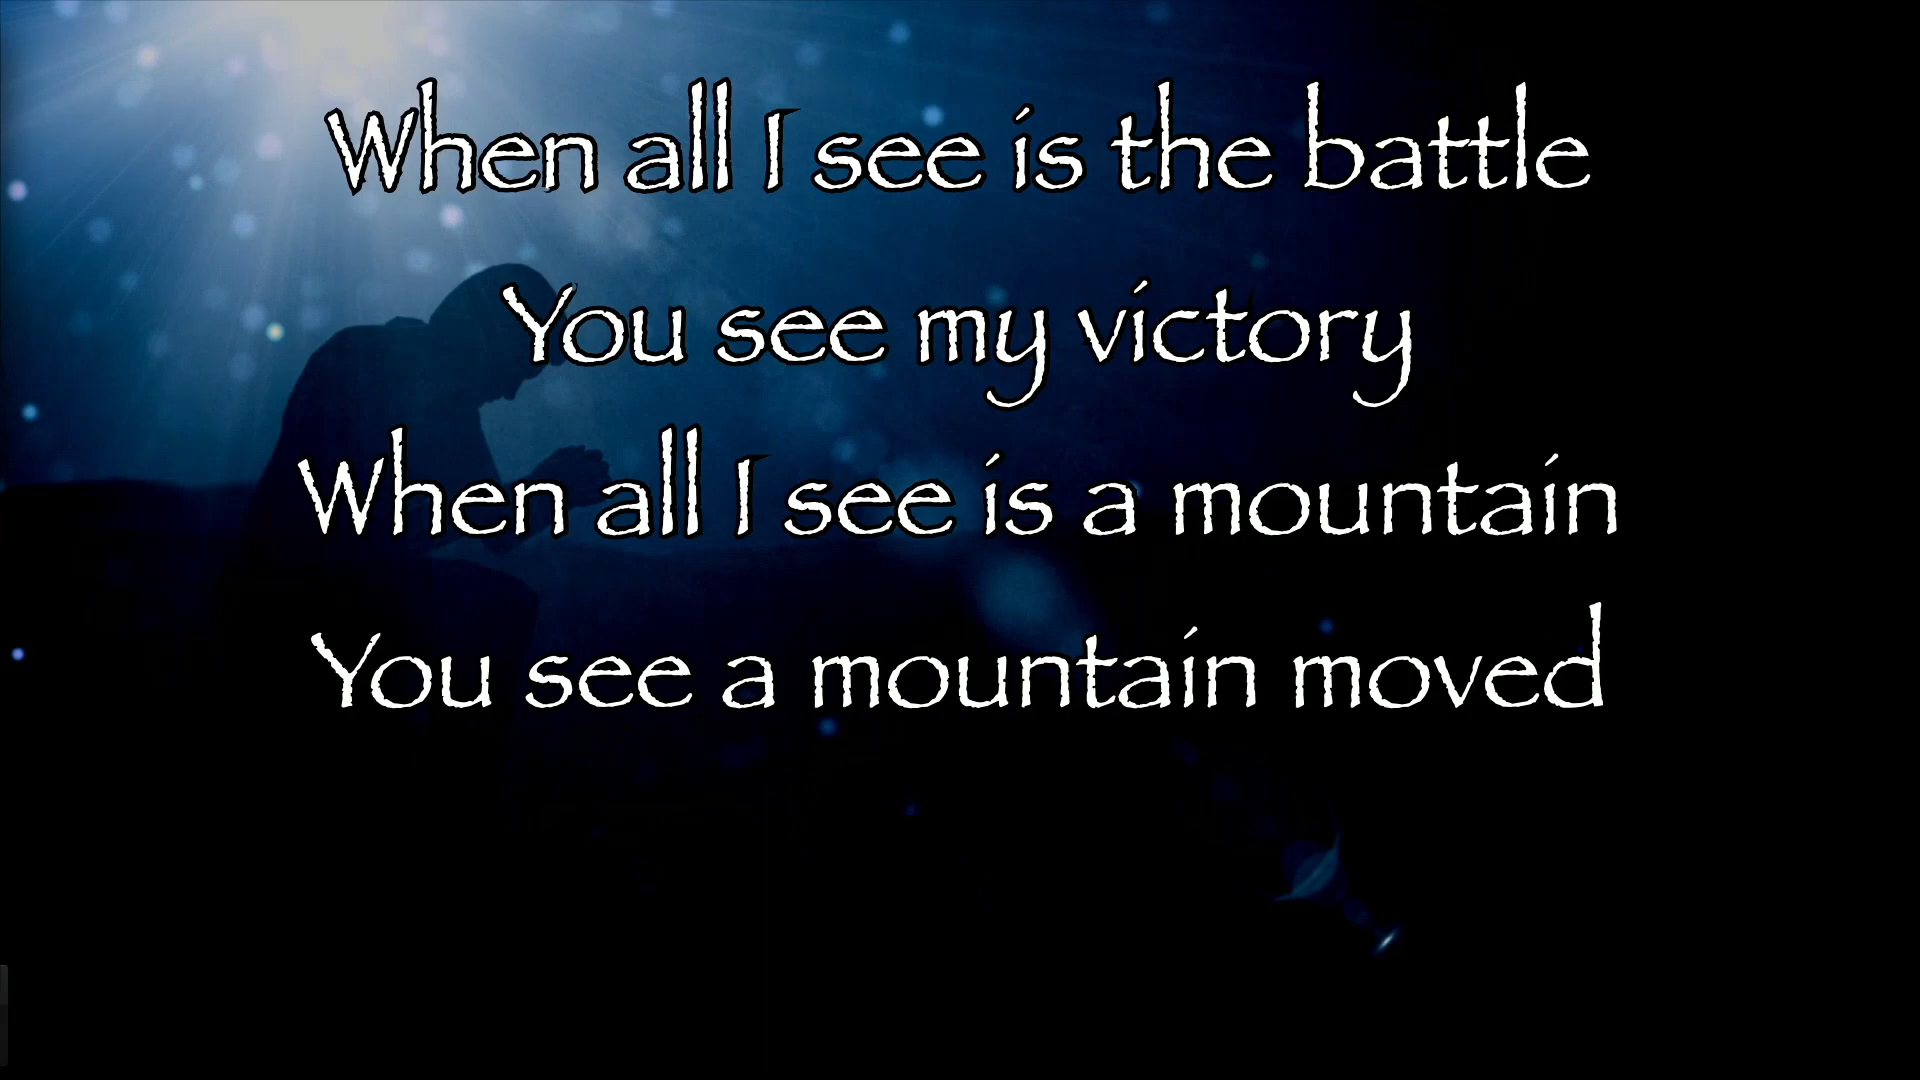 When all I see is the battle
You see my victory
When all I see is a mountain
You see a mountain moved